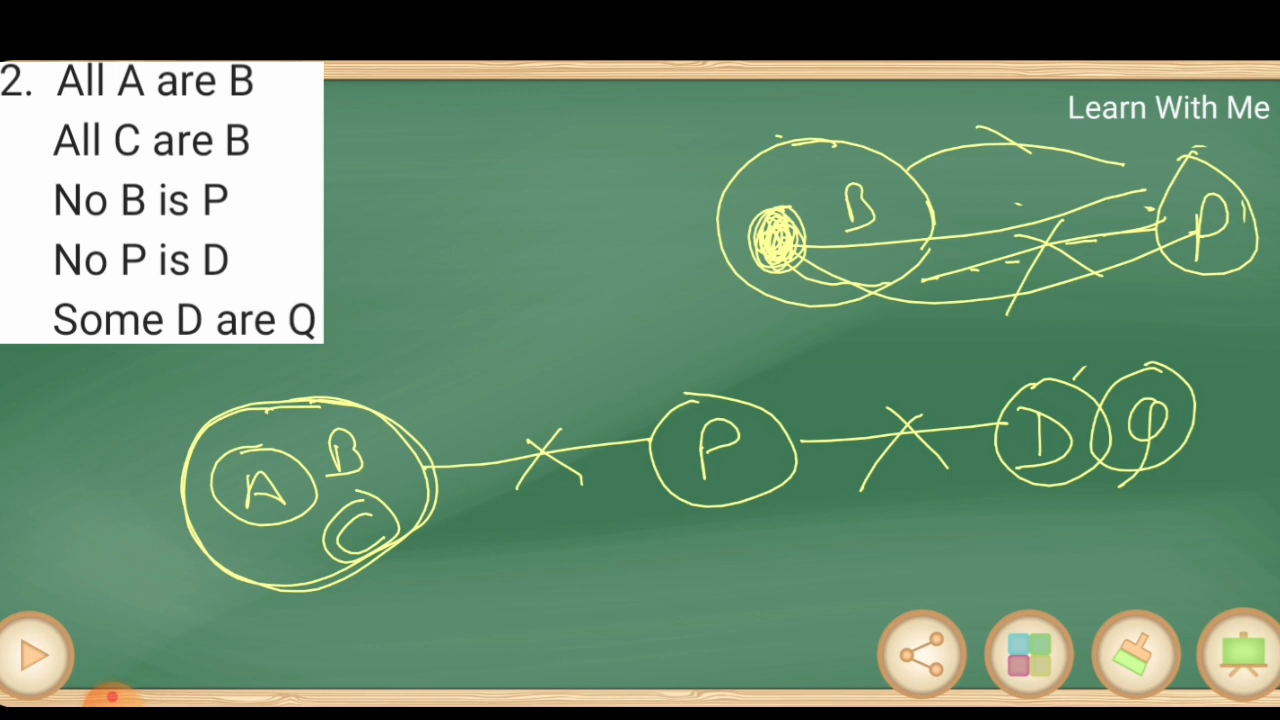 2. All A are B
All C are B
No B is P
No P is D
Some D are Q
Learn With Me
B P
A B C P D Q